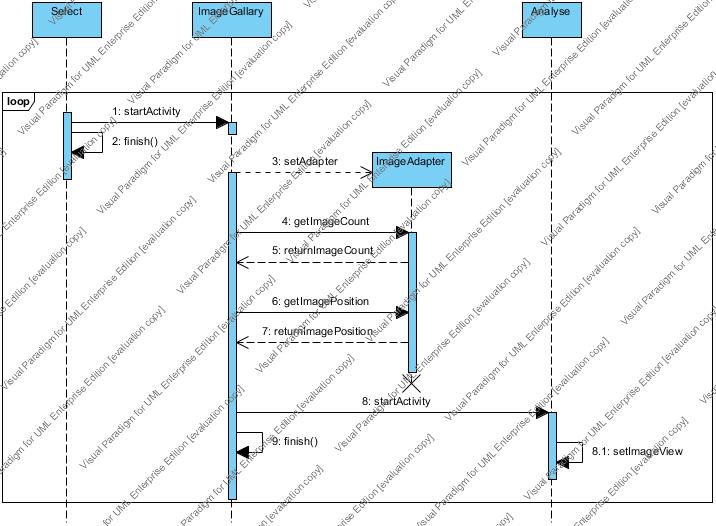 Select
ImageGallary
Analyse
loop
1: startActivity
2: finish()
3: setAdapter
ImageAdapter
4: getImageCount
5: returnImageCount
6: getImagePosition
7: returnImagePosition
8: startActivity
9: finish()
8.1: setImageView
Visual Paradigm for UML Enterprise Edition [evaluation copy]